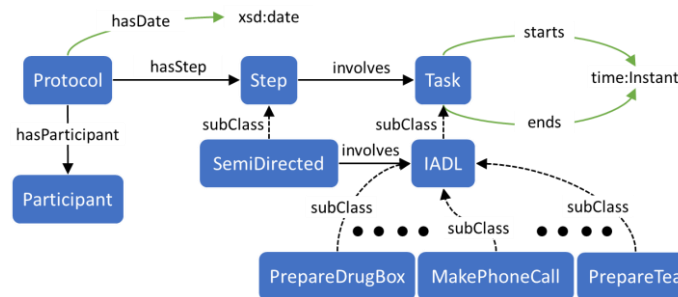 hasDate
xsd:date
starts
Protocol
hasStep
Step
involves
Task
time:Instant
hasParticipant
subClass
subClass
ends
SemiDirected
involves
IADL
Participant
subClass
subClass
subClass
PrepareDrugBox
MakePhoneCall
PrepareTea